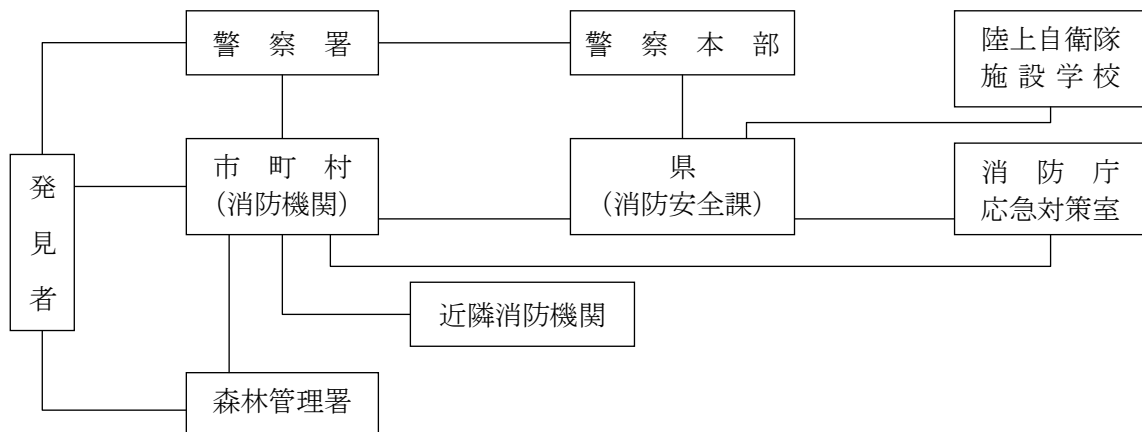 警察署
警察本部
陸上自衛隊
施設学校
発見者
市町村
（消防機関）
県
（消防安全課）
消防庁
応急対策室
近隣消防機関
森林管理署